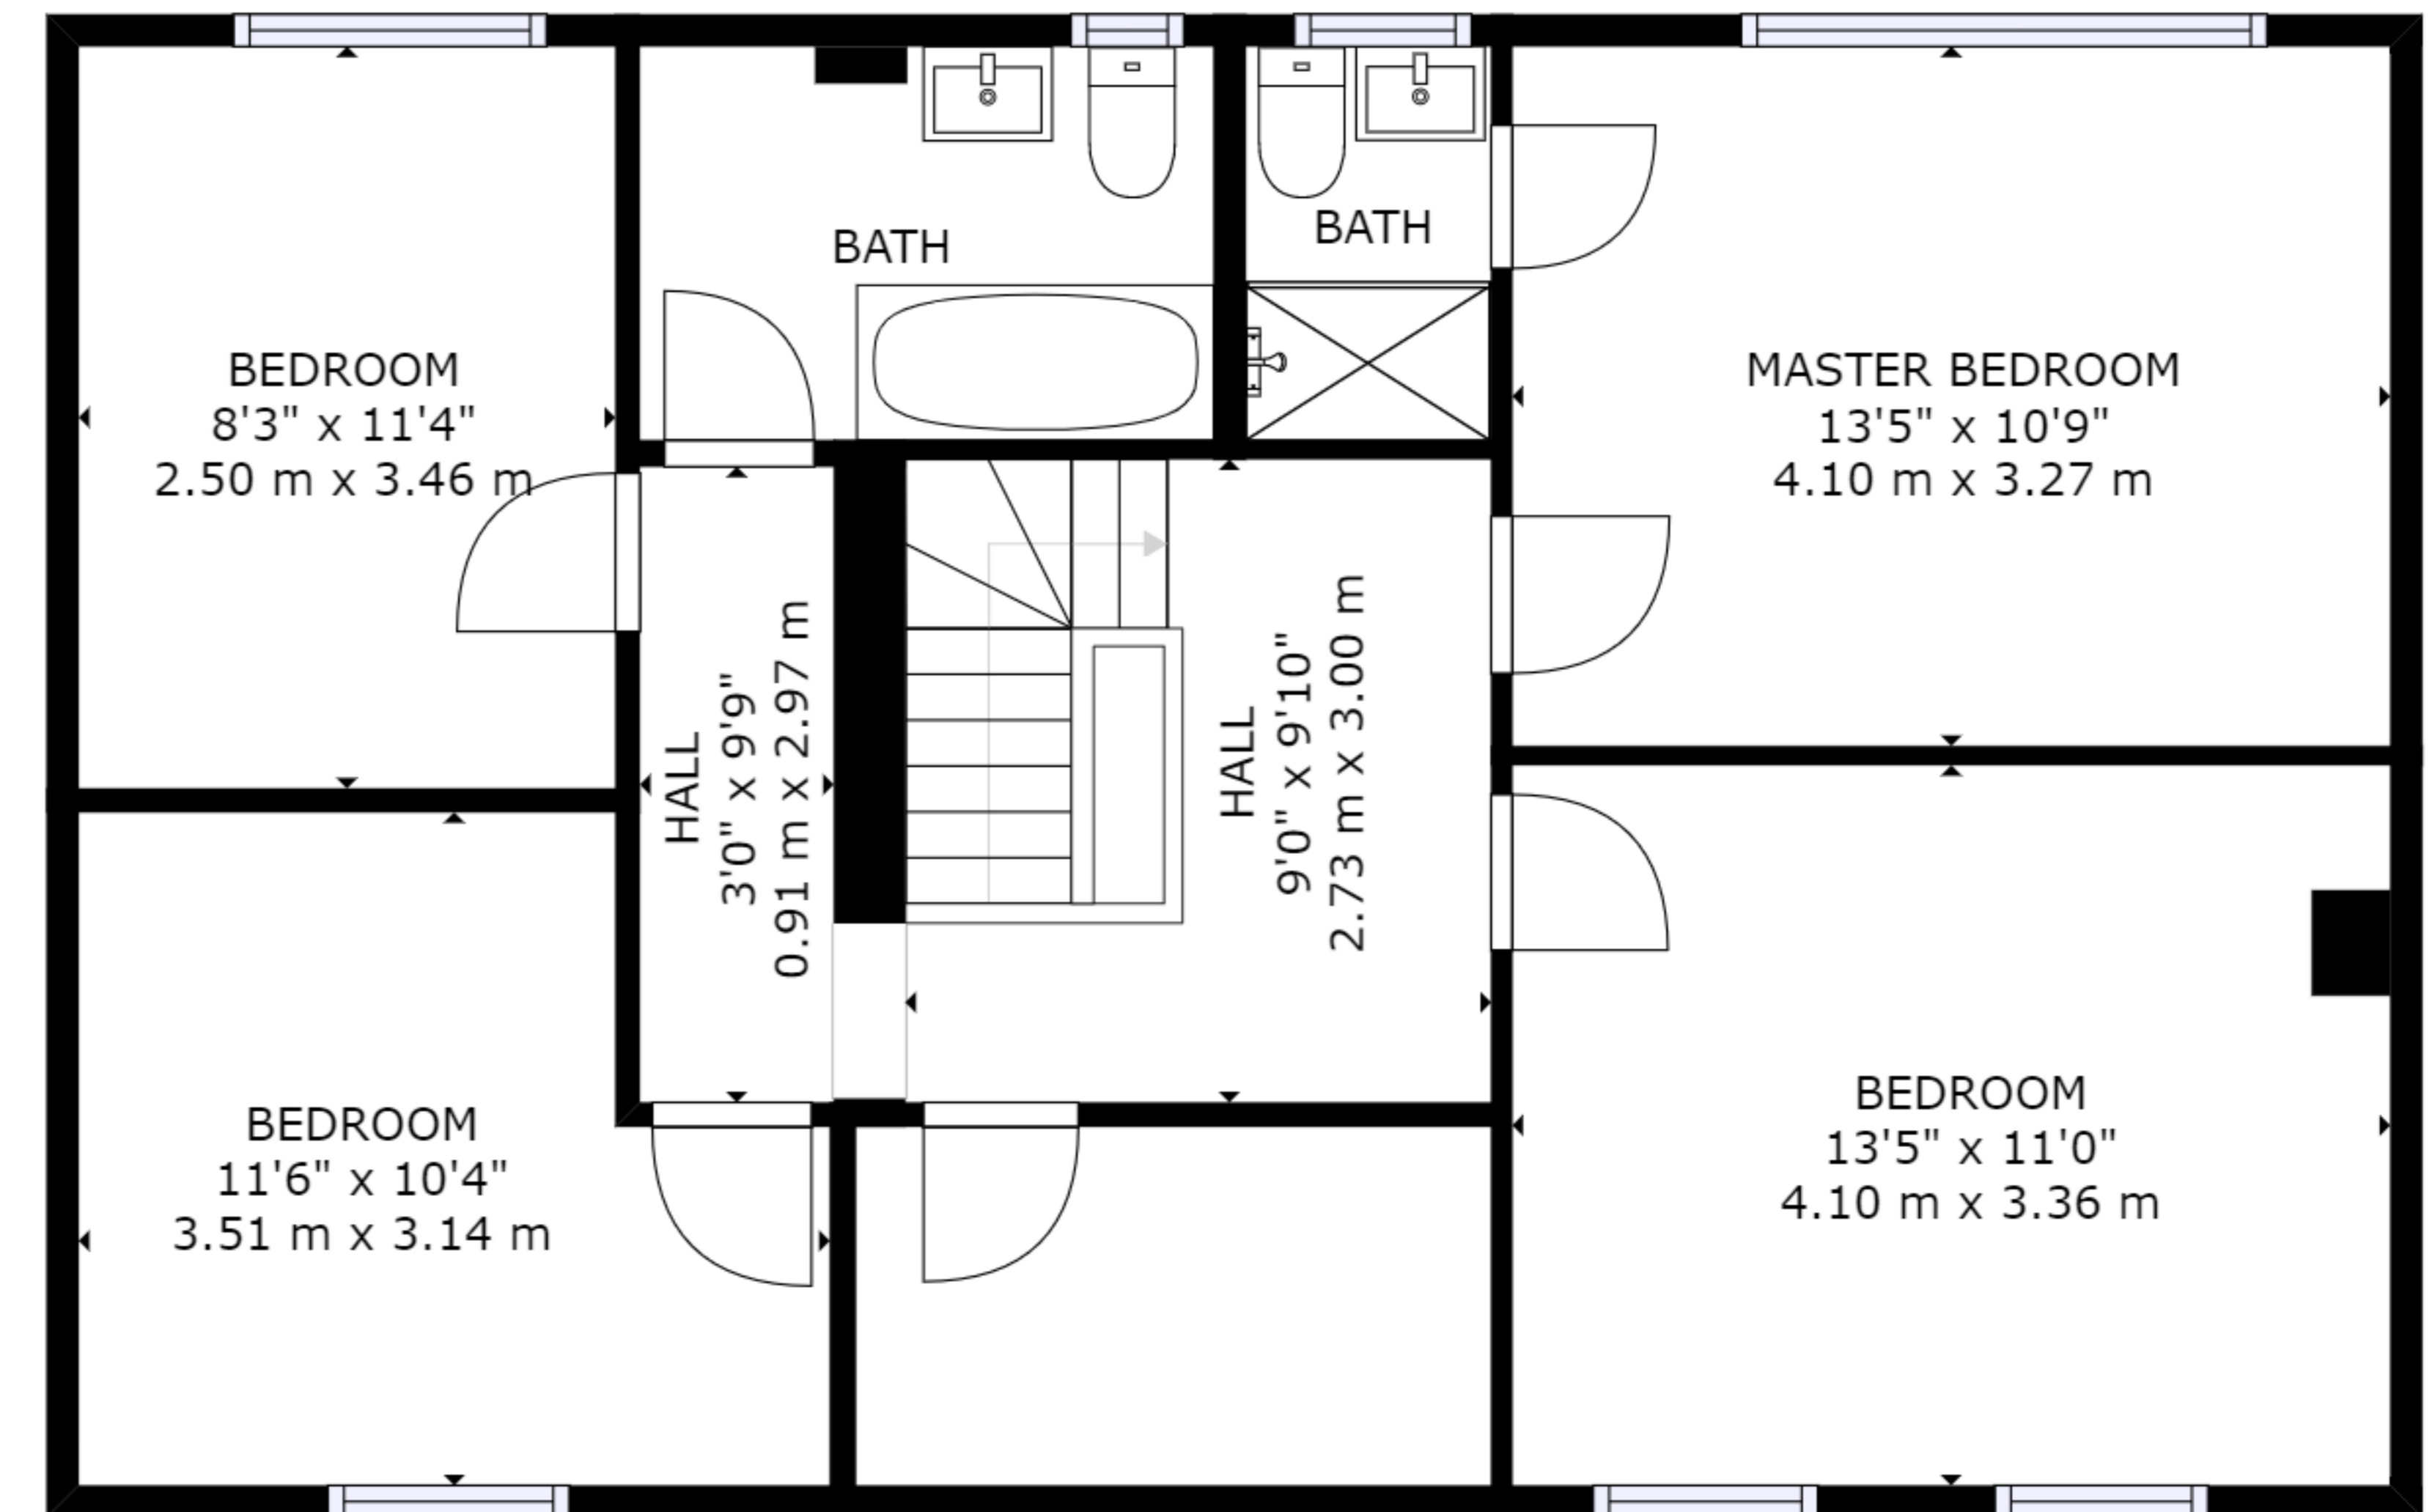 BATH
BATH
BEDROOM
8'3" x 11'4"
2.50 m x 3.46 m
MASTER BEDROOM
13'5" x 10'9"
4.10 m x 3.27 m
HALL
3'0" x 9'9"
0.91 m x 2.97 m
HALL
9'0" x 9'10"
2.73 m x 3.00 m
BEDROOM
11'6" x 10'4"
3.51 m x 3.14 m
BEDROOM
13'5" x 11'0"
4.10 m x 3.36 m